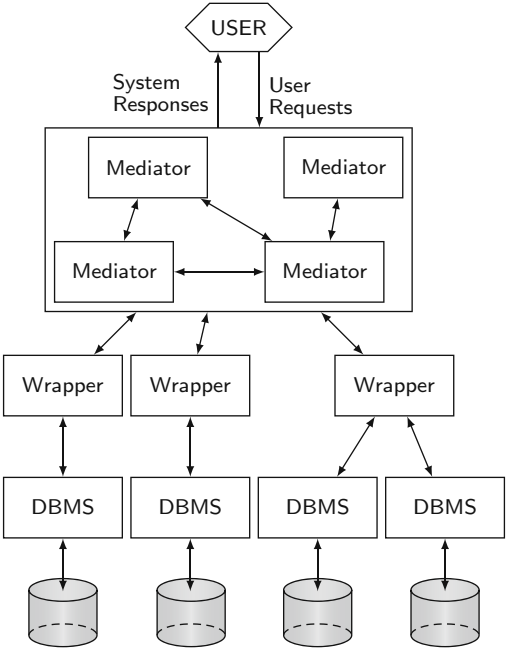 USER
System
Responses
User
Requests
Mediator
Mediator
Mediator
Mediator
Wrapper
Wrapper
Wrapper
DBMS
DBMS
DBMS
DBMS